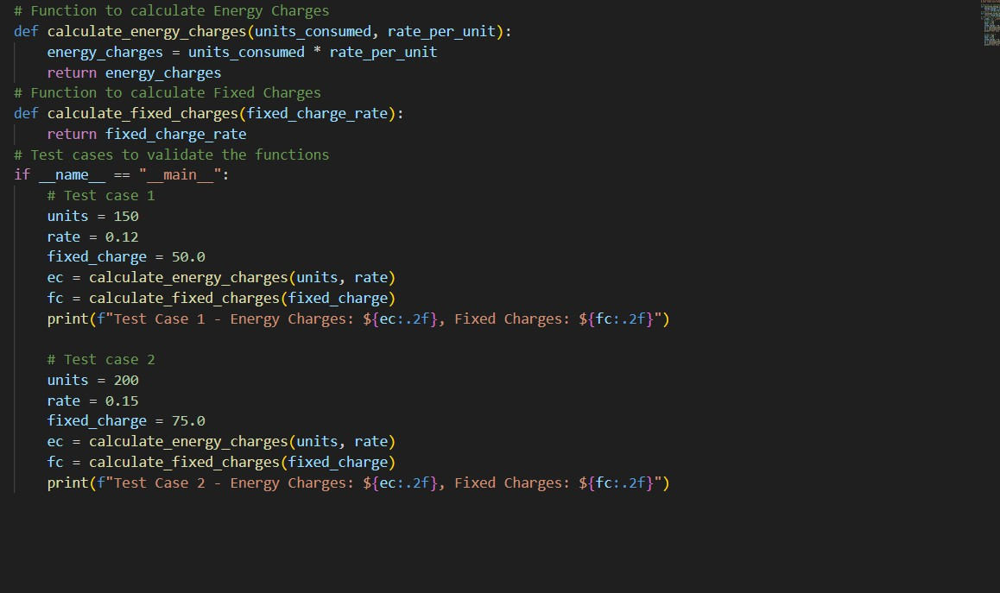 # Function to calculate Energy Charges
def calculate_energy_charges(units_consumed, rate_per_unit):
    energy_charges = units_consumed * rate_per_unit
    return energy_charges
# Function to calculate Fixed Charges
def calculate_fixed_charges(fixed_charge_rate):
    return fixed_charge_rate
# Test cases to validate the functions
if __name__ == "__main__":
    # Test case 1
    units = 150
    rate = 0.12
    fixed_charge = 50.0
    ec = calculate_energy_charges(units, rate)
    fc = calculate_fixed_charges(fixed_charge)
    print(f"Test Case 1 - Energy Charges: ${ec:.2f}, Fixed Charges: ${fc:.2f}")

    # Test case 2
    units = 200
    rate = 0.15
    fixed_charge = 75.0
    ec = calculate_energy_charges(units, rate)
    fc = calculate_fixed_charges(fixed_charge)
    print(f"Test Case 2 - Energy Charges: ${ec:.2f}, Fixed Charges: ${fc:.2f}")